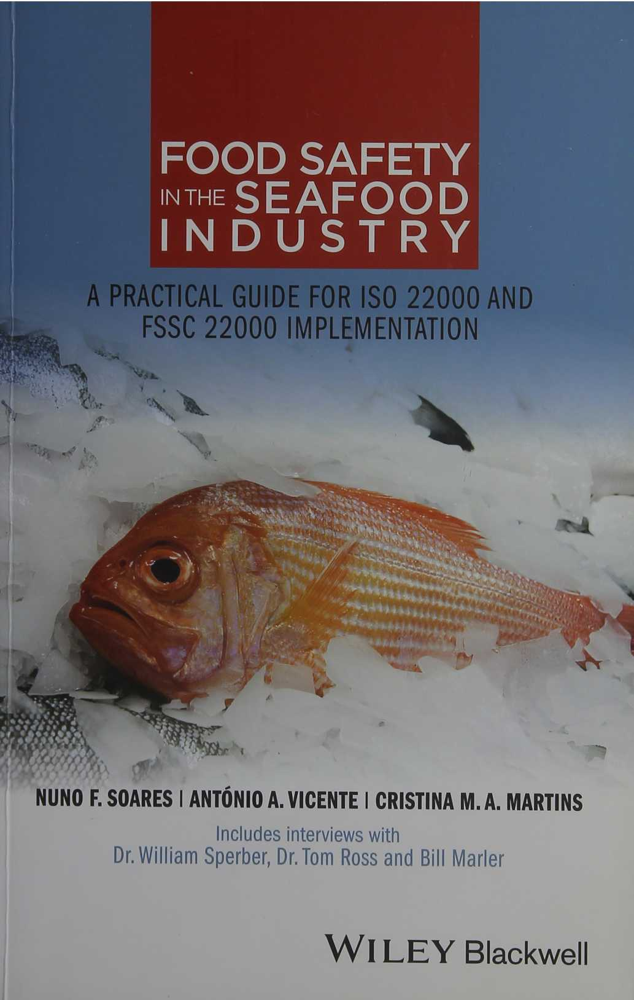 FOOD SAFETY
IN THE SEAFOOD
INDUSTRY
A PRACTICAL GUIDE FOR ISO 22000 AND
FSSC 22000 IMPLEMENTATION
NUNO F. SOARES | ANTÓNIO A. VICENTE | CRISTINA M. A. MARTINS
Includes interviews with
Dr. William Sperber, Dr. Tom Ross and Bill Marler
WILEY Blackwell